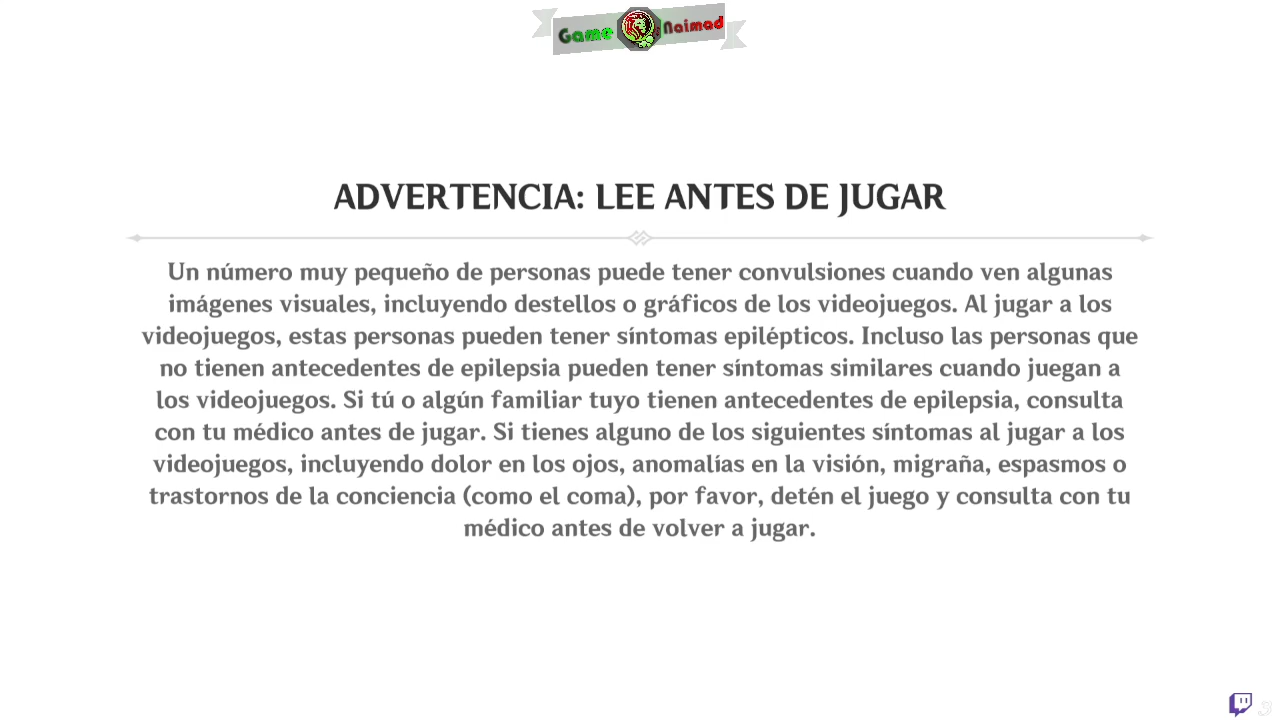 Game Naimad
ADVERTENCIA: LEE ANTES DE JUGAR
Un número muy pequeño de personas puede tener convulsiones cuando ven algunas
imágenes visuales, incluyendo destellos o gráficos de los videojuegos. Al jugar a los
videojuegos, estas personas pueden tener síntomas epilépticos. Incluso las personas que
no tienen antecedentes de epilepsia pueden tener síntomas similares cuando juegan a
los videojuegos. Si tú o algún familiar tuyo tienen antecedentes de epilepsia, consulta
con tu médico antes de jugar. Si tienes alguno de los siguientes síntomas al jugar a los
videojuegos, incluyendo dolor en los ojos, anomalías en la visión, migraña, espasmos o
trastornos de la conciencia (como el coma), por favor, detén el juego y consulta con tu
médico antes de volver a jugar.
3